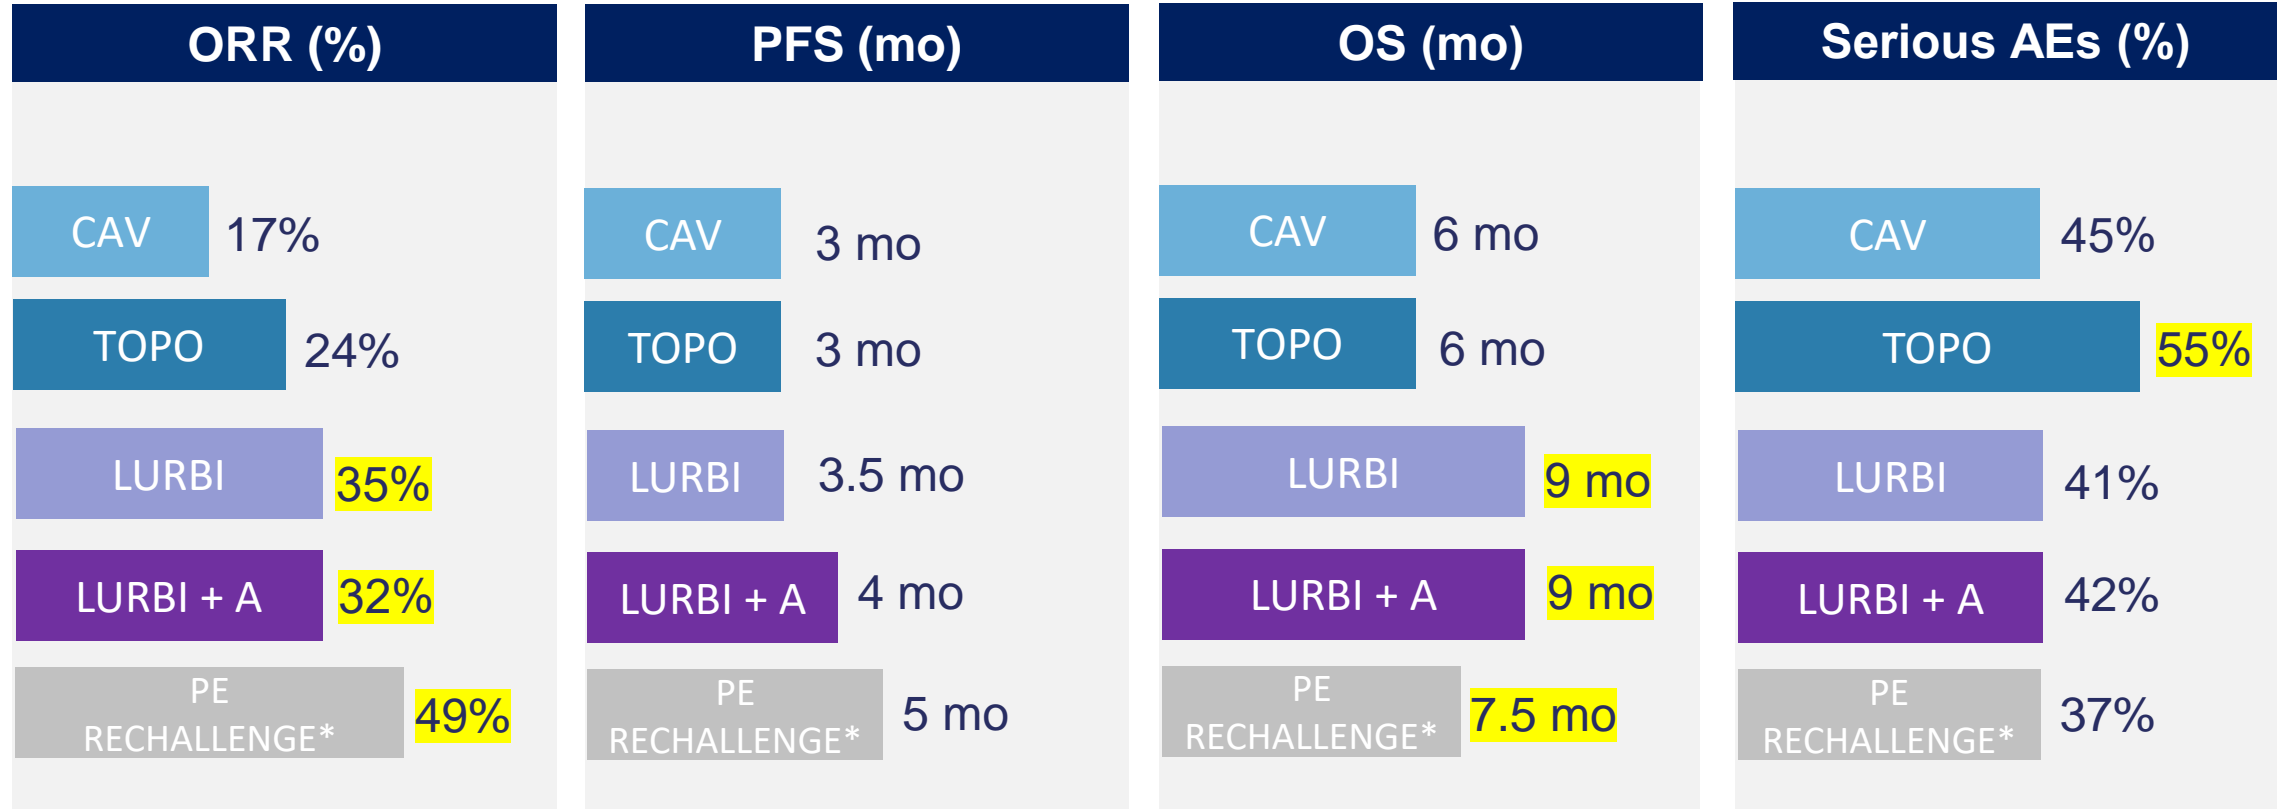 ORR (%)
CAV
17%
TOPO
24%
LURBI
35%
LURBI + A
32%
PE
RECHALLENGE*
49%
PFS (mo)
CAV
3 mo
TOPO
3 mo
LURBI
3.5 mo
LURBI + A
4 mo
PE
RECHALLENGE*
5 mo
OS (mo)
CAV
6 mo
TOPO
6 mo
LURBI
9 mo
LURBI + A
9 mo
PE
RECHALLENGE*
7.5 mo
Serious AEs (%)
CAV
45%
TOPO
55%
LURBI
41%
LURBI + A
42%
PE
RECHALLENGE*
37%